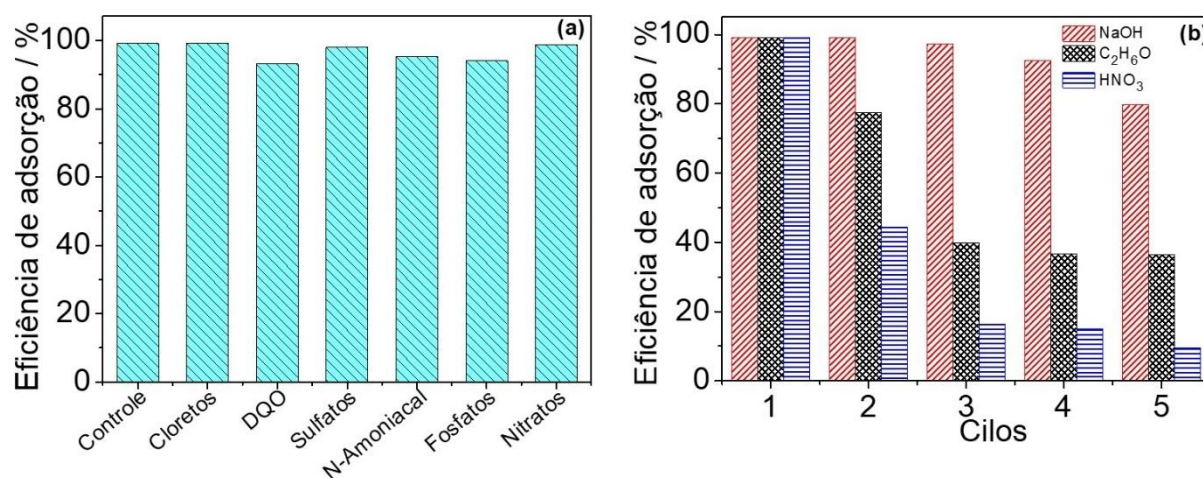 (a)
Eficiência de adsorção / %
100
80
60
40
20
0
Controle
Cloretos
DQO
Sulfatos
N-Amoniacal
Fosfatos
Nitratos
(b)
NaOH
C₂H₆O
HNO₃
Eficiência de adsorção / %
100
80
60
40
20
0
1 2 3 4 5
Cilos